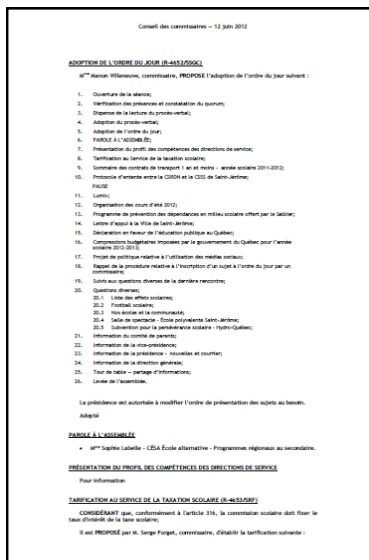 Conseil des commissaires – 12 juin 2012
ADOPTION DE L'ORDRE DU JOUR (R-4652/SSGC)
Mme Manon Villeneuve, commissaire, PROPOSE l'adoption de l'ordre du jour suivant :
1. Ouverture de la séance;
2. Vérification des présences et constatation du quorum;
3. Dispense de la lecture du procès-verbal;
4. Adoption du procès-verbal;
5. Adoption de l'ordre du jour;
6. PAROLE À L'ASSEMBLÉE;
7. Présentation du profil des compétences des directions de service;
8. Tarification au Service de la taxation scolaire;
9. Sommaire des contrats de transport 1 an et moins - année scolaire 2011-2012;
10. Protocole d'entente entre la CSRDN et le CSSS de Saint-Jérôme;
PAUSE
11. Lumix;
12. Organisation des cours d'été 2012;
13. Programme de prévention des dépendances en milieu scolaire offert par le Sablier;
14. Lettre d'appui à la Ville de Saint-Jérôme;
15. Déclaration en faveur de l'éducation publique au Québec;
16. Compressions budgétaires imposées par le gouvernement du Québec pour l'année
scolaire 2012-2013;
17. Projet de politique relative à l'utilisation des médias sociaux;
18. Rappel de la procédure relative à l'inscription d'un sujet à l'ordre du jour par un
commissaire;
19. Suivis aux questions diverses de la dernière rencontre;
20. Questions diverses;
20.1 Liste des effets scolaires;
20.2 Football scolaire;
20.3 Nos écoles et la communauté;
20.4 Salle de spectacle - École polyvalente Saint-Jérôme;
20.5 Subvention pour la persévérance scolaire - Hydro-Québec;
21. Information du comité de parents;
22. Information de la vice-présidence;
23. Information de la présidence - nouvelles et courrier;
24. Information de la direction générale;
25. Tour de table – partage d'informations;
26. Levée de l'assemblée.
La présidence est autorisée à modifier l'ordre de présentation des sujets au besoin.
Adopté
PAROLE À L'ASSEMBLÉE
• Mme Sophie Labelle - CÉSA École alternative - Programmes régionaux au secondaire.
PRÉSENTATION DU PROFIL DES COMPÉTENCES DES DIRECTIONS DE SERVICE
Pour information
TARIFICATION AU SERVICE DE LA TAXATION SCOLAIRE (R-4653/SRF)
CONSIDÉRANT que, conformément à l'article 316, la commission scolaire doit fixer le
taux d'intérêt de la taxe scolaire;
Il est PROPOSÉ par M. Serge Forget, commissaire, d'établir la tarification suivante :